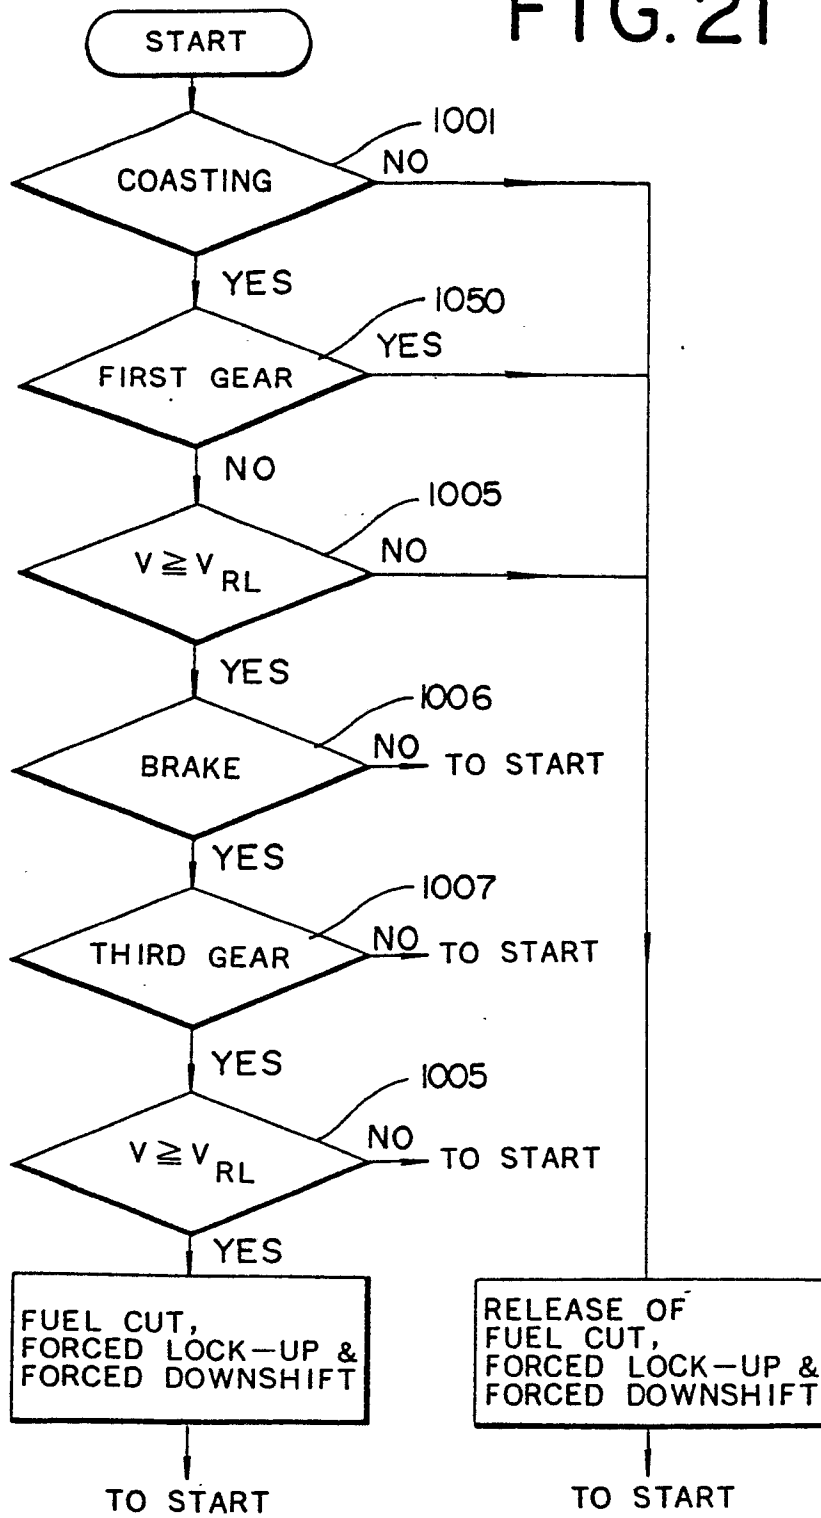 FIG. 21
START
1001
COASTING
NO
YES
1050
FIRST GEAR
YES
NO
1005
V ≧ V RL
NO
YES
1006
BRAKE
NO
TO START
YES
1007
THIRD GEAR
NO
TO START
YES
1005
V ≧ V RL
NO
TO START
YES
FUEL CUT,
FORCED LOCK-UP &
FORCED DOWNSHIFT
TO START
RELEASE OF
FUEL CUT,
FORCED LOCK-UP &
FORCED DOWNSHIFT
TO START